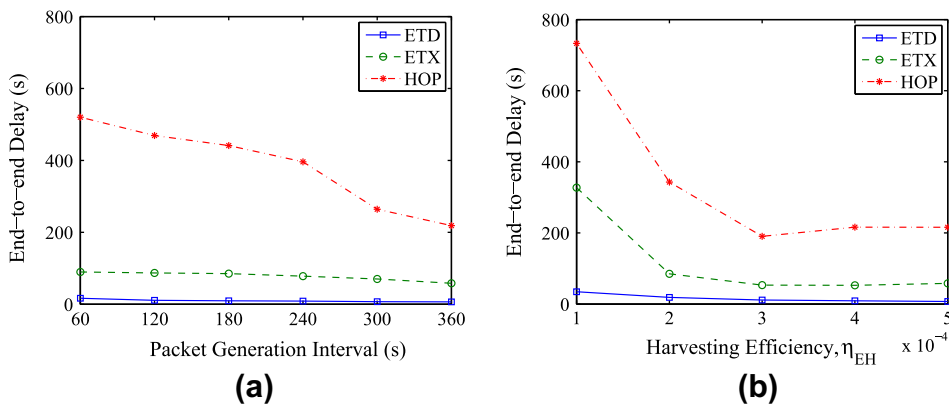 800
600
400
200
0
End-to-end Delay (s)
ETD
ETX
HOP
60 120 180 240 300 360
Packet Generation Interval (s)
(a)
800
600
400
200
0
End-to-end Delay (s)
ETD
ETX
HOP
1 2 3 4 5
x 10⁻⁴
Harvesting Efficiency, η_EH
(b)